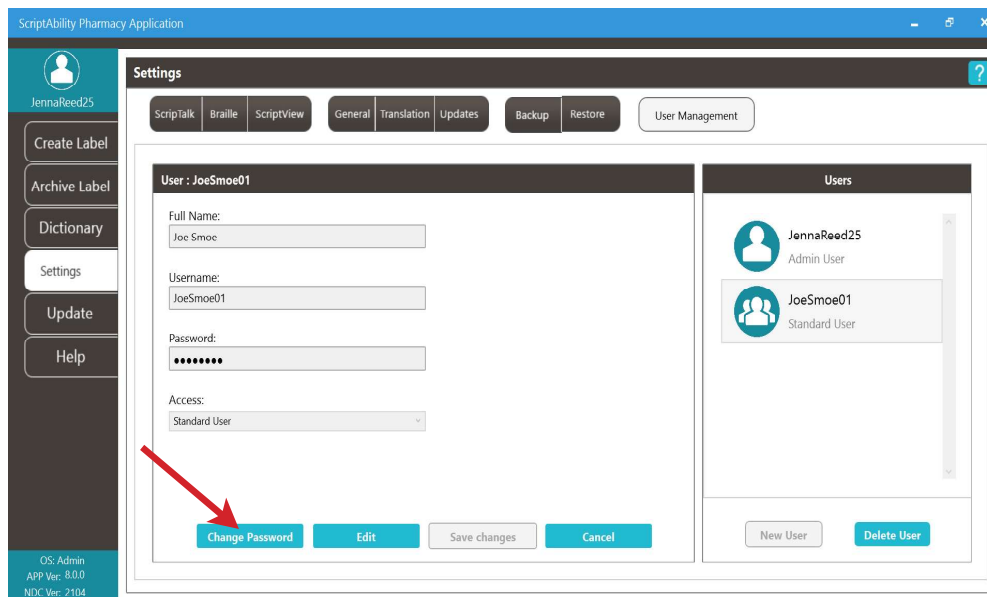 ScriptAbility Pharmacy Application
JennaReed25
Create Label
Archive Label
Dictionary
Settings
Update
Help
OS: Admin
APP Ver: 8.0.0
NDC Ver: 2104
Settings
?
ScripTalk Braille ScriptView General Translation Updates Backup Restore User Management
User : JoeSmoe01
Full Name:
Joe Smoe
Username:
JoeSmoe01
Password:
●●●●●●●●
Access:
Standard User
Change Password Edit Save changes Cancel
Users
JennaReed25
Admin User
JoeSmoe01
Standard User
New User Delete User